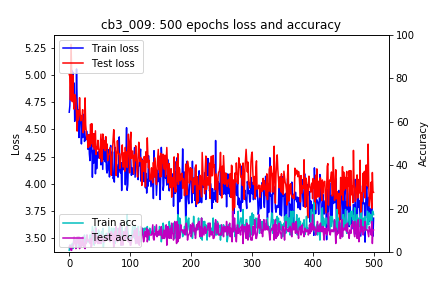 cb3_009: 500 epochs loss and accuracy
Train loss
Test loss
Train acc
Test acc
Loss
5.25
5.00
4.75
4.50
4.25
4.00
3.75
3.50
100
80
60
40
20
0
Accuracy
0
100
200
300
400
500